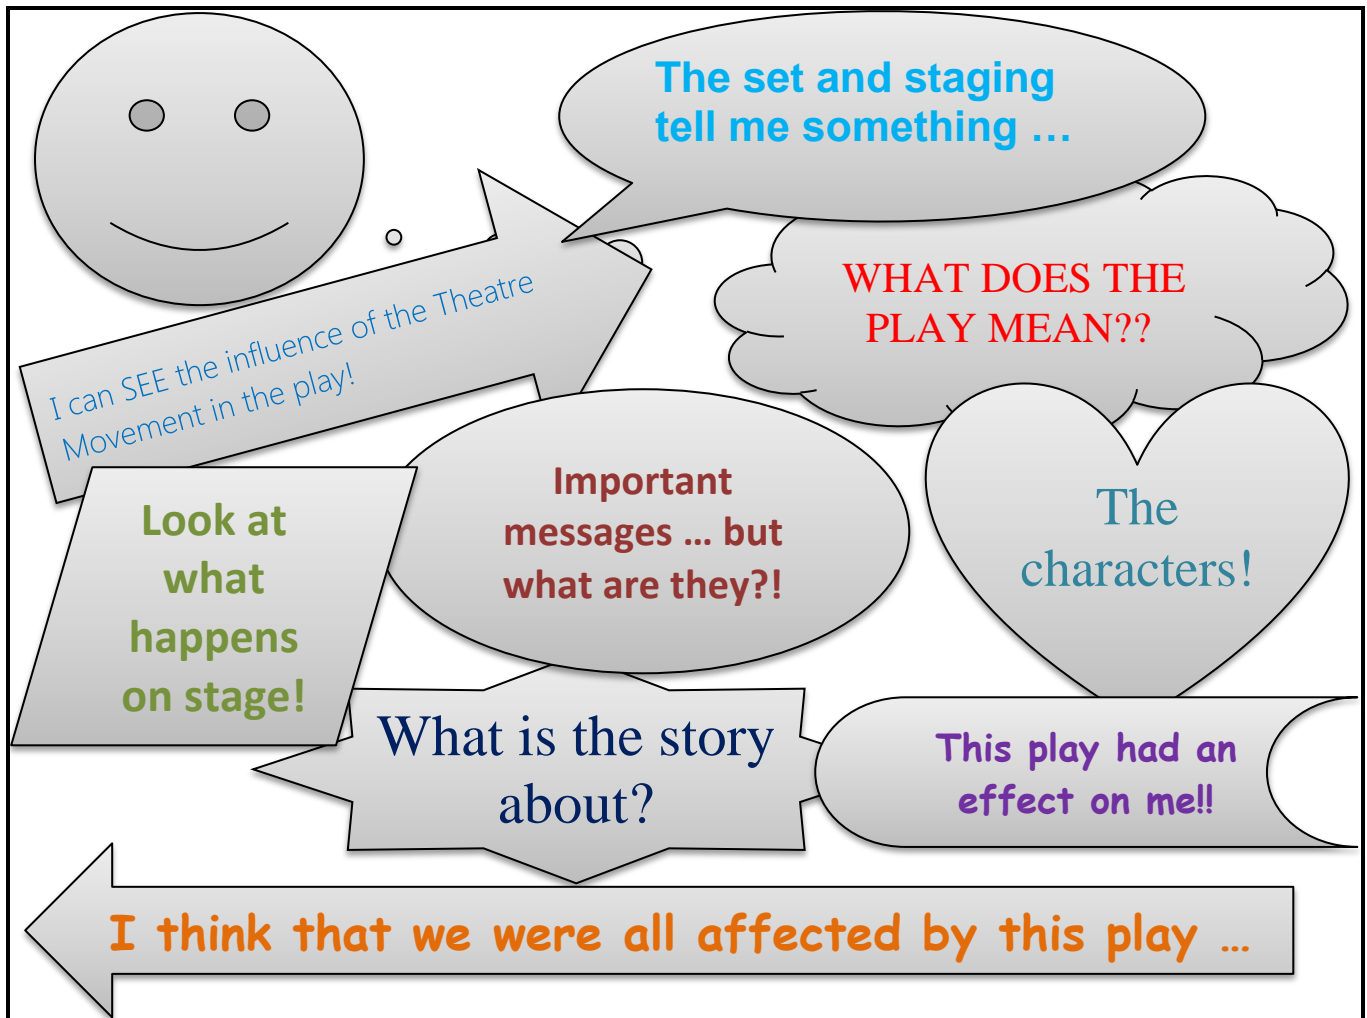 The set and staging
tell me something …
WHAT DOES THE
PLAY MEAN??
I can SEE the influence of the Theatre
Movement in the play!
Important
messages … but
what are they?!
The
characters!
Look at
what
happens
on stage!
What is the story
about?
This play had an
effect on me!!
I think that we were all affected by this play …